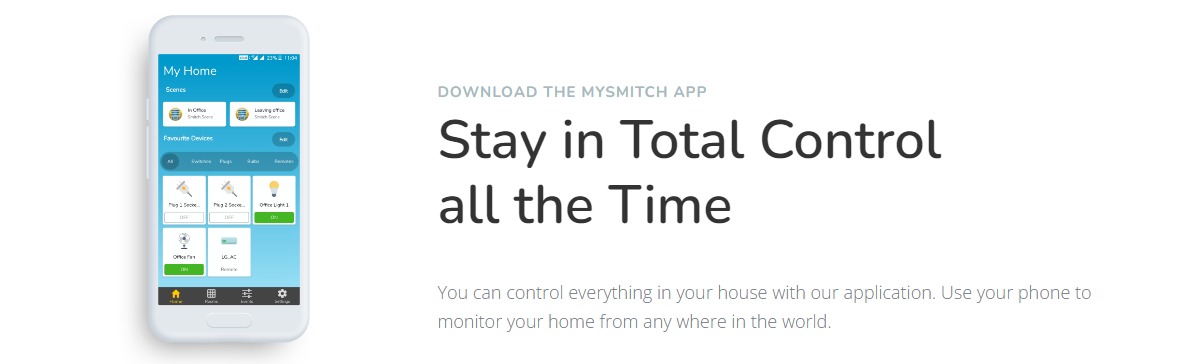 23% 11:04
My Home
Scenes
Edit
In Office
Smitch Scene
Leaving office
Smitch Scene
Favourite Devices
Edit
All Switches Plugs Bulbs Remotes
Plug 1 Socke...
Plug 2 Socke...
Office Light 1
OFF
OFF
ON
Office Fan
LG_AC
ON
Remote
Home Rooms Events Settings
DOWNLOAD THE MYSMITCH APP
Stay in Total Control
all the Time
You can control everything in your house with our application. Use your phone to
monitor your home from any where in the world.